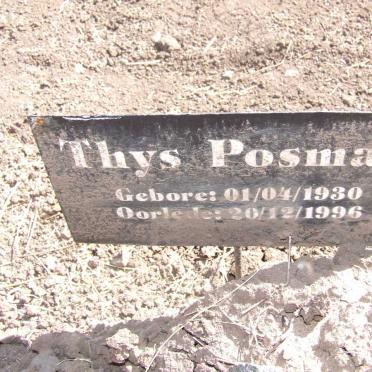 Thys Posma
Gebore: 01/04/1930
Oorlede: 20/12/1996